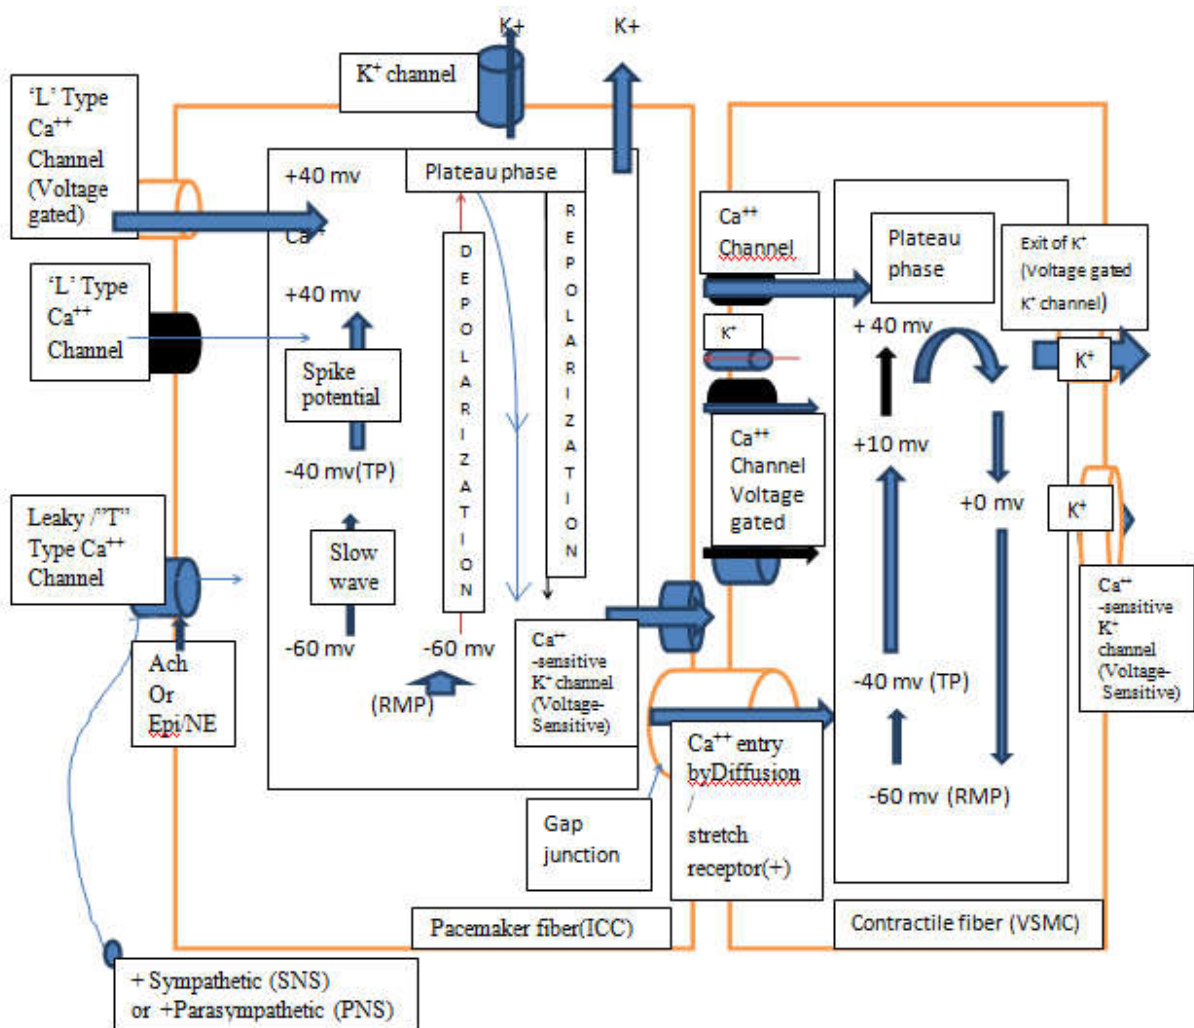 K+
K+
K⁺ channel
‘L’ Type
Ca⁺⁺
Channel
(Voltage
gated)
+40 mv
Ca⁺⁺
+40 mv
Plateau phase
DEPOLARIZATION
REPOLARIZATION
‘L’ Type
Ca⁺⁺
Channel
Spike
potential
-40 mv(TP)
Leaky /”T”
Type Ca⁺⁺
Channel
Slow
wave
-60 mv
-60 mv
(RMP)
Ach
Or
Epi/NE
Ca⁺⁺
-sensitive
K⁺ channel
(Voltage-
Sensitive)
Gap
junction
Ca⁺⁺ entry
byDiffusion
/
stretch
receptor(+)
Pacemaker fiber(ICC)
+ Sympathetic (SNS)
or +Parasympathetic (PNS)
Ca⁺⁺
Channel
K⁺
Ca⁺⁺
Channel
Voltage
gated
Plateau
phase
+ 40 mv
+10 mv
+0 mv
-40 mv (TP)
-60 mv (RMP)
Exit of K⁺
(Voltage gated
K⁺ channel)
K⁺
K⁺
Ca⁺⁺
-sensitive
K⁺
channel
(Voltage-
Sensitive)
Contractile fiber (VSMC)